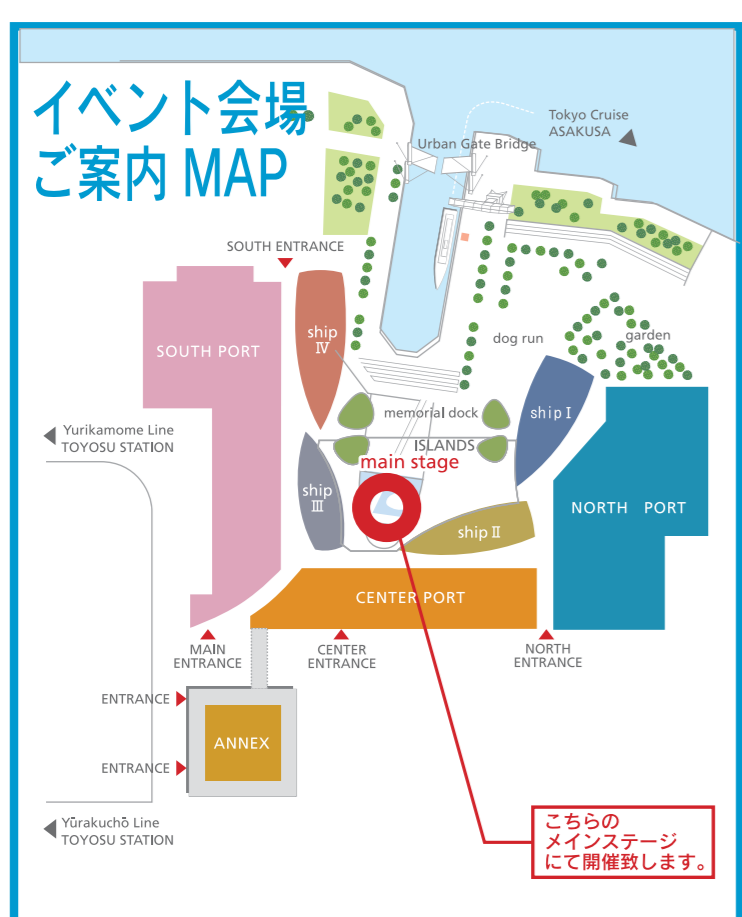 イベント会場
ご案内 MAP
Tokyo Cruise
ASAKUSA
Urban Gate Bridge
SOUTH ENTRANCE
SOUTH PORT
ship
Ⅳ
dog run
garden
memorial dock
ship Ⅰ
Yurikamome Line
TOYOSU STATION
ISLANDS
main stage
ship
Ⅲ
ship Ⅱ
NORTH PORT
CENTER PORT
MAIN
ENTRANCE
CENTER
ENTRANCE
NORTH
ENTRANCE
ENTRANCE
ANNEX
ENTRANCE
Yūrakuchō Line
TOYOSU STATION
こちらの
メインステージ
にて開催致します。